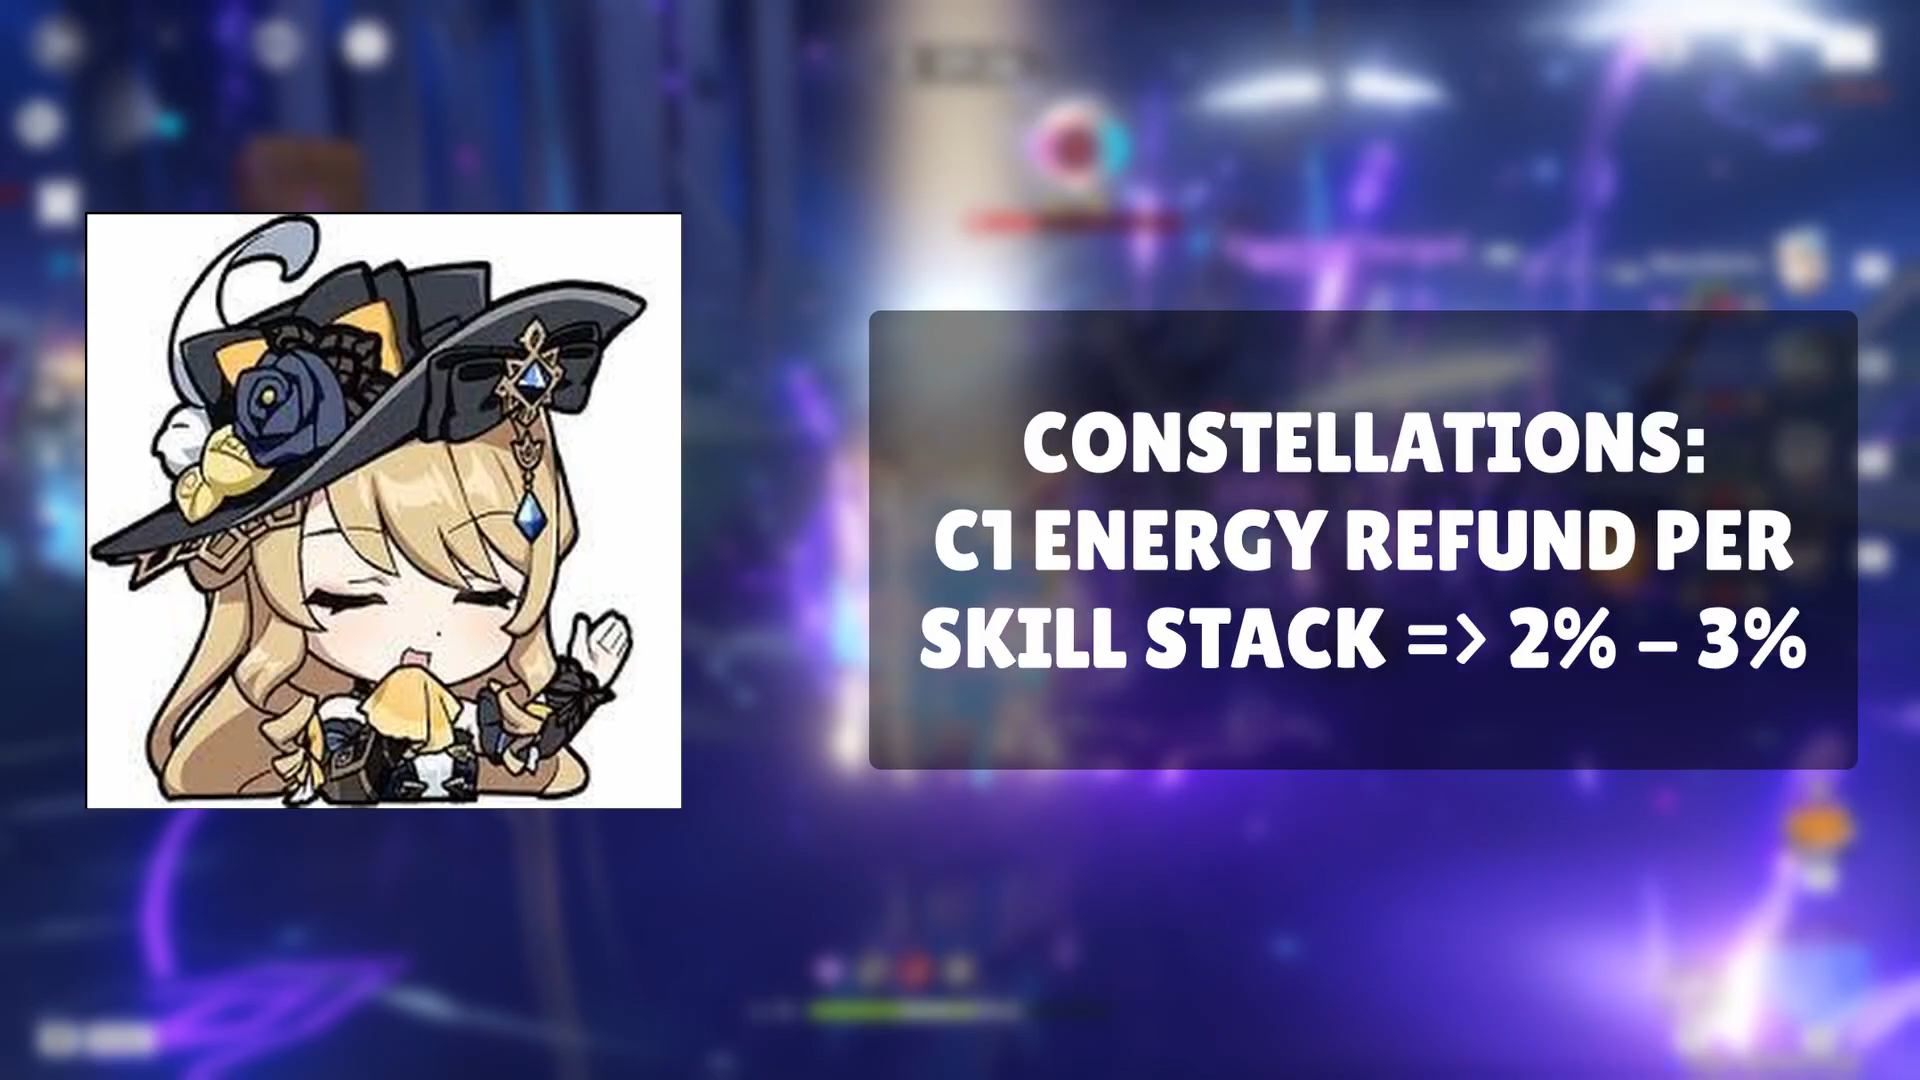 CONSTELLATIONS:
C1 ENERGY REFUND PER
SKILL STACK => 2% – 3%